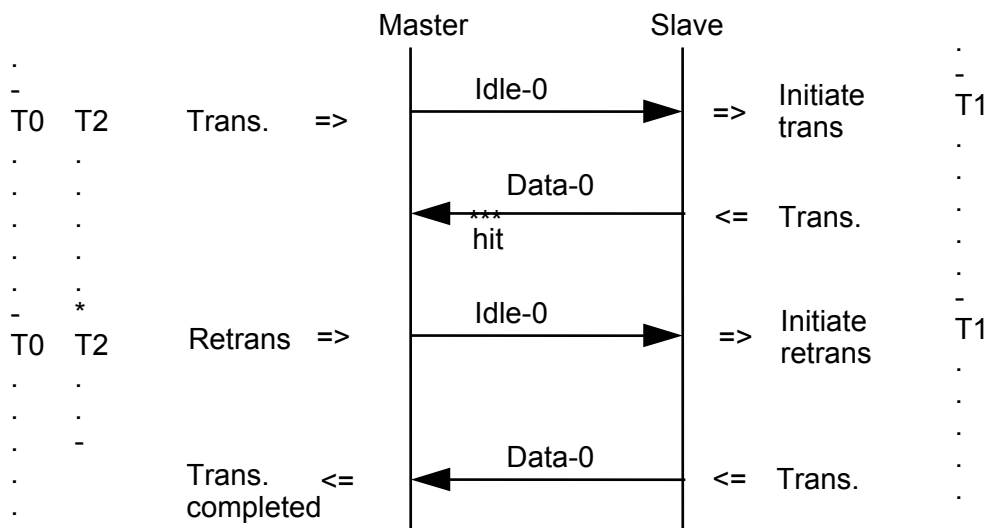 Master Slave
. .
- Idle-0 -
T0 T2 Trans. => => Initiate trans T1
. . .
. . Data-0 .
. . *** <= Trans. .
. . hit .
. . .
- * Idle-0 -
T0 T2 Retrans => => Initiate retrans T1
. . .
. . .
. - Data-0 .
. Trans. completed <= <= Trans. .
. .